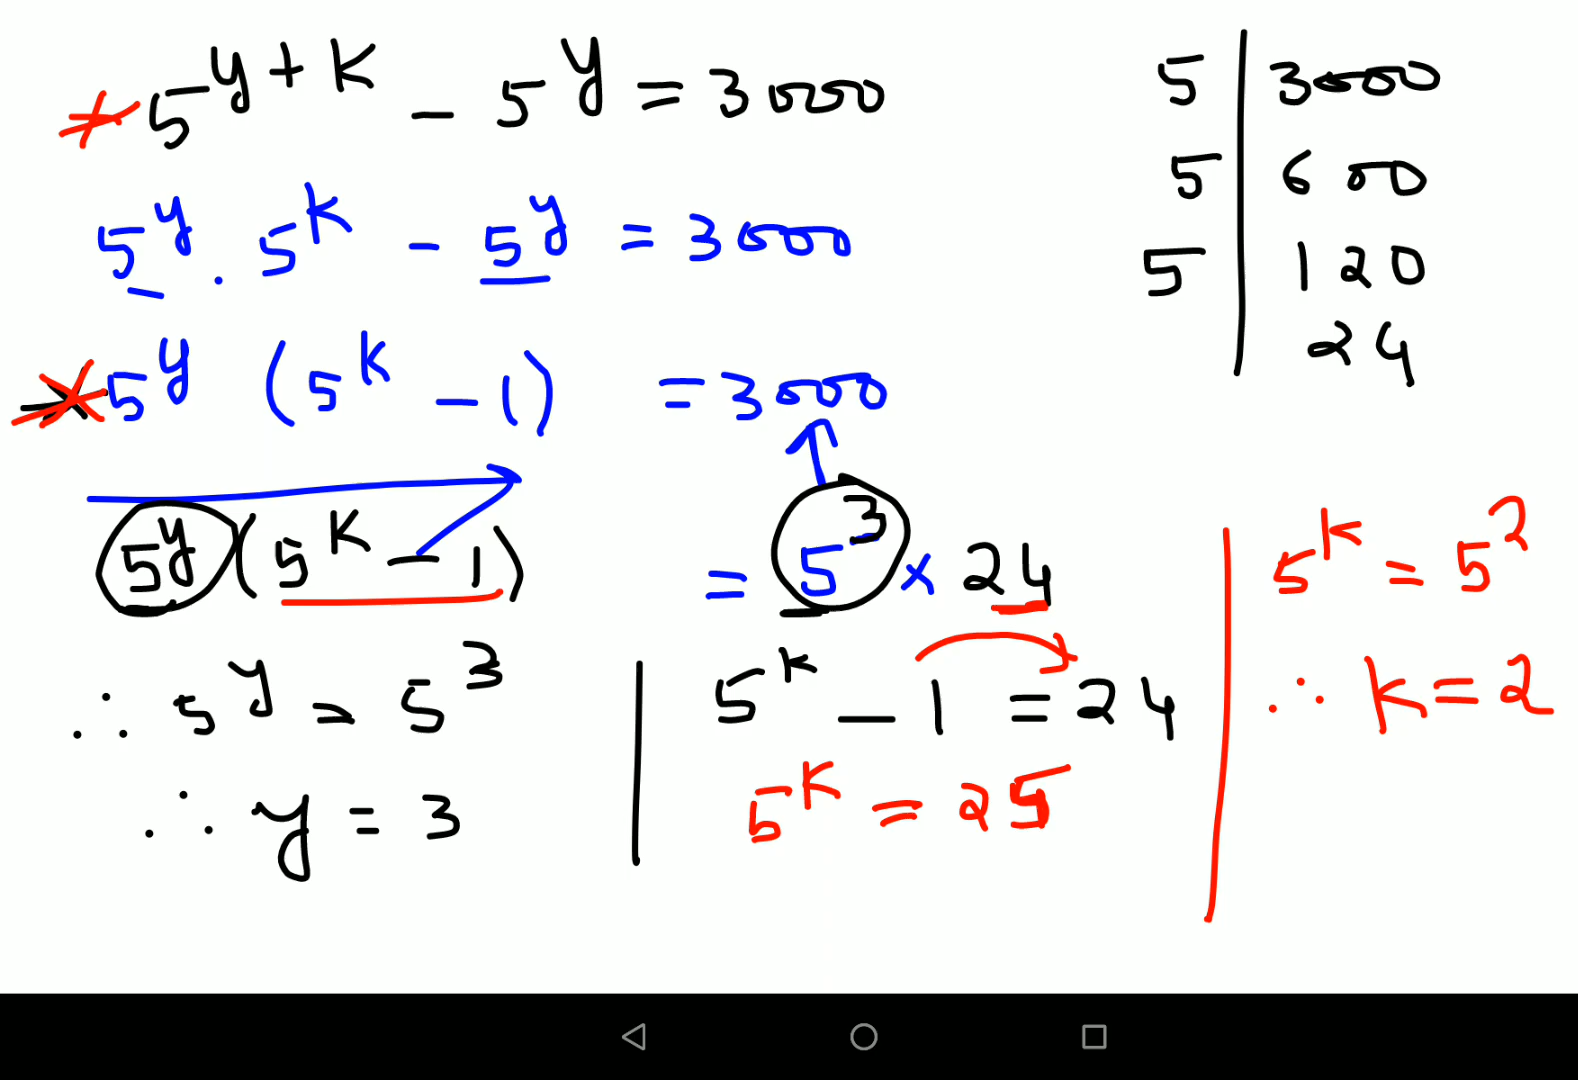 5^{y+k} - 5^y = 3000
5^y . 5^k - 5^y = 3000
5^y (5^k - 1) = 3000
5^y (5^k - 1) = 5^3 × 24
∴ 5^y = 5^3
∴ y = 3
5^k - 1 = 24
5^k = 25
5^k = 5^2
∴ k = 2
5 | 3000
5 | 600
5 | 120
24